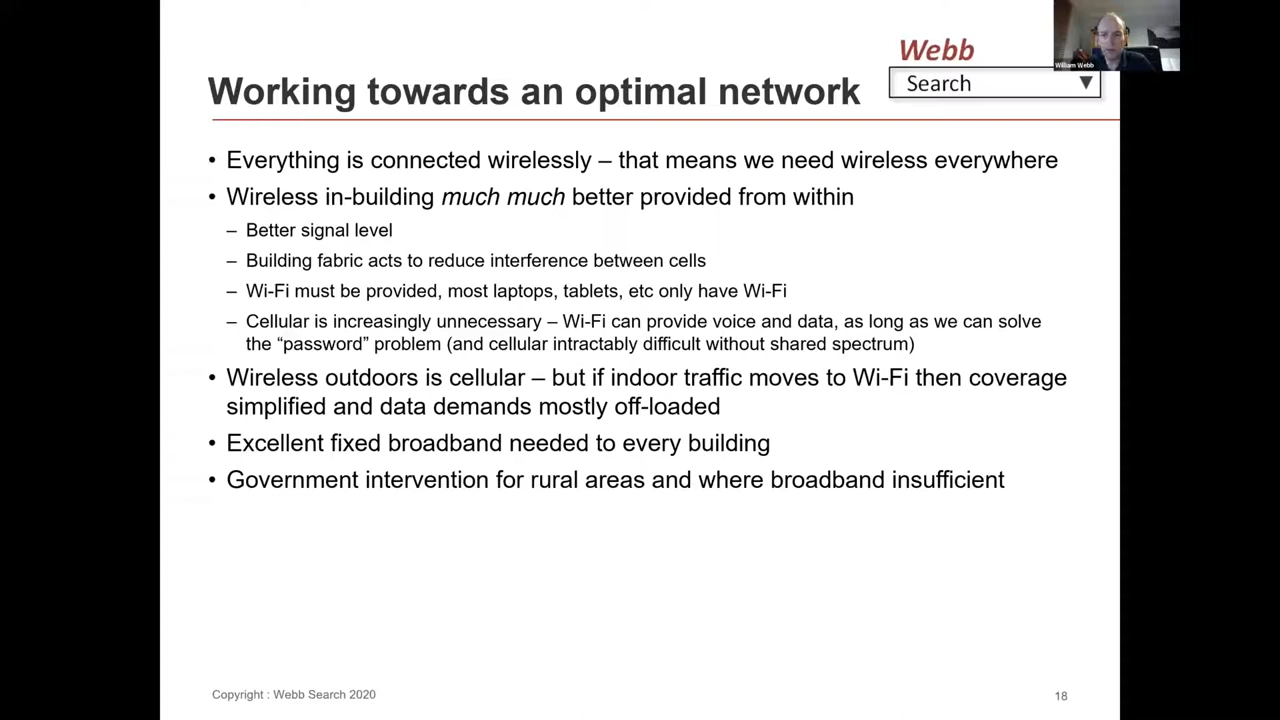 Webb
Search
William Webb
Working towards an optimal network
• Everything is connected wirelessly – that means we need wireless everywhere
• Wireless in-building much much better provided from within
– Better signal level
– Building fabric acts to reduce interference between cells
– Wi-Fi must be provided, most laptops, tablets, etc only have Wi-Fi
– Cellular is increasingly unnecessary – Wi-Fi can provide voice and data, as long as we can solve
the “password” problem (and cellular intractably difficult without shared spectrum)
• Wireless outdoors is cellular – but if indoor traffic moves to Wi-Fi then coverage
simplified and data demands mostly off-loaded
• Excellent fixed broadband needed to every building
• Government intervention for rural areas and where broadband insufficient
Copyright : Webb Search 2020
18